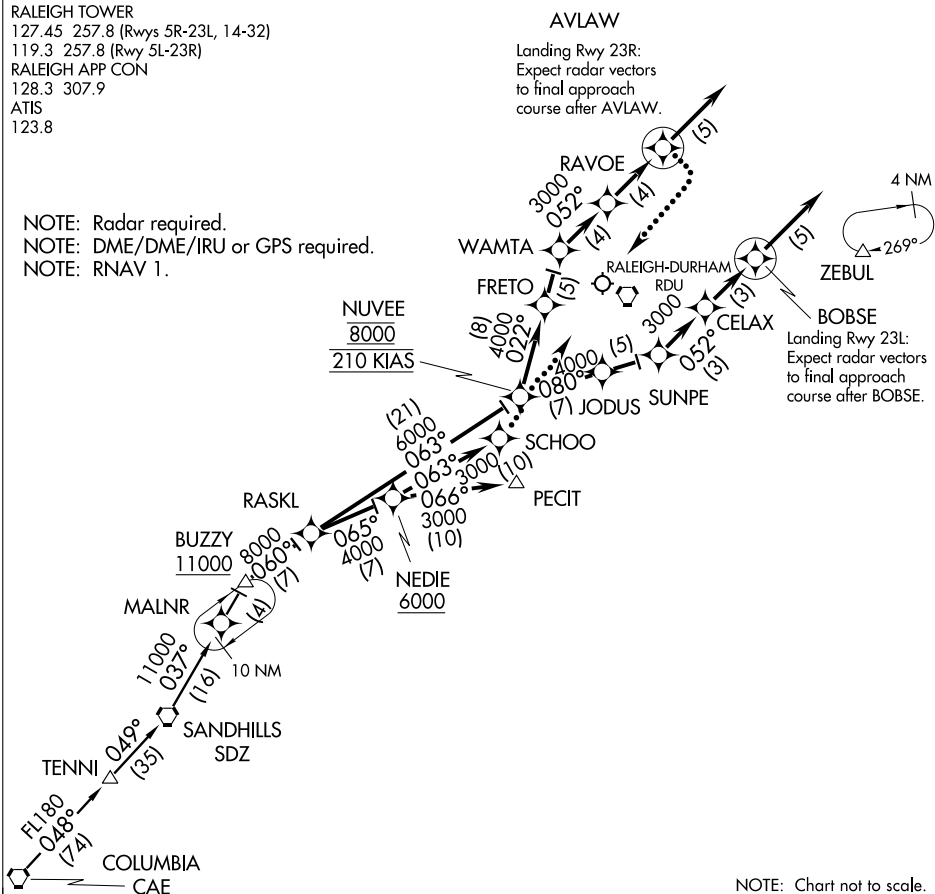 RALEIGH TOWER
127.45 257.8 (Rwys 5R-23L, 14-32)
119.3 257.8 (Rwy 5L-23R)
RALEIGH APP CON
128.3 307.9
ATIS
123.8
AVLAW
Landing Rwy 23R:
Expect radar vectors
to final approach
course after AVLAW.
(5)
RAVOE
3000
052°
(4)
(4)
4 NM
269°
ZEBUL
NOTE: Radar required.
NOTE: DME/DME/IRU or GPS required.
NOTE: RNAV 1.
WAMTA
(5)
RALEIGH-DURHAM
RDU
FRETO
(5)
NUVEE
8000
210 KIAS
(8)
4000
022°
3000
CELAX
(3)
BOBSE
Landing Rwy 23L:
Expect radar vectors
to final approach
course after BOBSE.
4000
(5)
052°
(3)
080°
(7)
JODUS
SUNPE
(21)
6000
063°
SCHOO
063°
3000
(10)
066°
3000
(10)
PECIT
RASKL
065°
4000
(7)
NEDIE
6000
BUZZY
11000
8000
060°
(7)
MALNR
(4)
10 NM
11000
037°
(16)
SANDHILLS
SDZ
TENNI
049°
(35)
FL180
048°
(74)
COLUMBIA
CAE
NOTE: Chart not to scale.